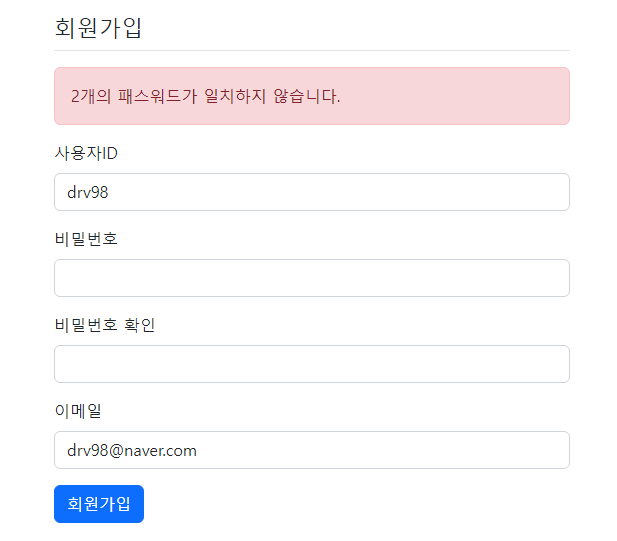 회원가입
2개의 패스워드가 일치하지 않습니다.
사용자ID
drv98
비밀번호
비밀번호 확인
이메일
drv98@naver.com
회원가입